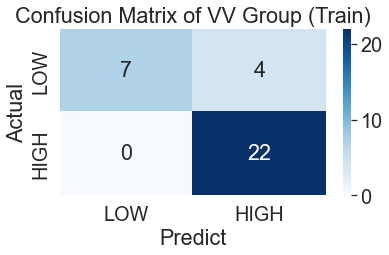 Confusion Matrix of VV Group (Train)
Actual
LOW
HIGH
7
4
0
22
LOW
HIGH
Predict
20
10
0